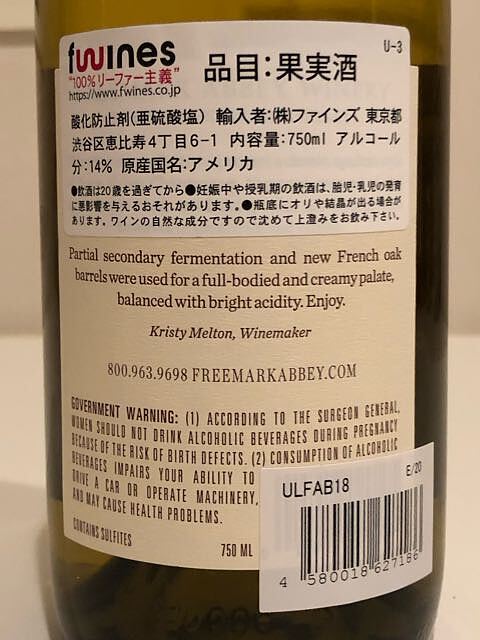 fwines
"100%リーファー主義"
https://www.fwines.co.jp
品目:果実酒
U-3
酸化防止剤(亜硫酸塩) 輸入者:(株)ファインズ 東京都
渋谷区恵比寿4丁目6-1 内容量:750ml アルコール
分:14% 原産国名:アメリカ
●飲酒は20歳を過ぎてから●妊娠中や授乳期の飲酒は、胎児・乳児の発育
に悪影響を与えるおそれがあります。●瓶底にオリや結晶が出る場合が
あります。ワインの自然な成分ですので沈めて上澄みをお飲み下さい。
Partial secondary fermentation and new French oak
barrels were used for a full-bodied and creamy palate,
balanced with bright acidity. Enjoy.
Kristy Melton, Winemaker
800.963.9698 FREEMARKABBEY.COM
GOVERNMENT WARNING: (1) ACCORDING TO THE SURGEON GENERAL,
WOMEN SHOULD NOT DRINK ALCOHOLIC BEVERAGES DURING PREGNANCY
BECAUSE OF THE RISK OF BIRTH DEFECTS. (2) CONSUMPTION OF ALCOHOLIC
BEVERAGES IMPAIRS YOUR ABILITY TO
DRIVE A CAR OR OPERATE MACHINERY,
AND MAY CAUSE HEALTH PROBLEMS.
CONTAINS SULFITES
750 ML
E/20
ULFAB18
4 580018 627186